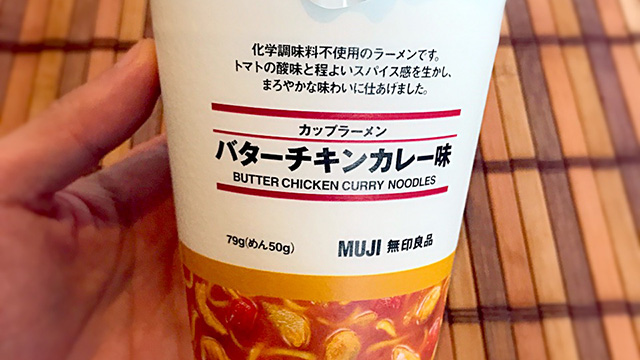 化学調味料不使用のラーメンです。
トマトの酸味と程よいスパイス感を生かし、
まろやかな味わいに仕あげました。
カップラーメン
バターチキンカレー味
BUTTER CHICKEN CURRY NOODLES
79g(めん50g)
MUJI 無印良品